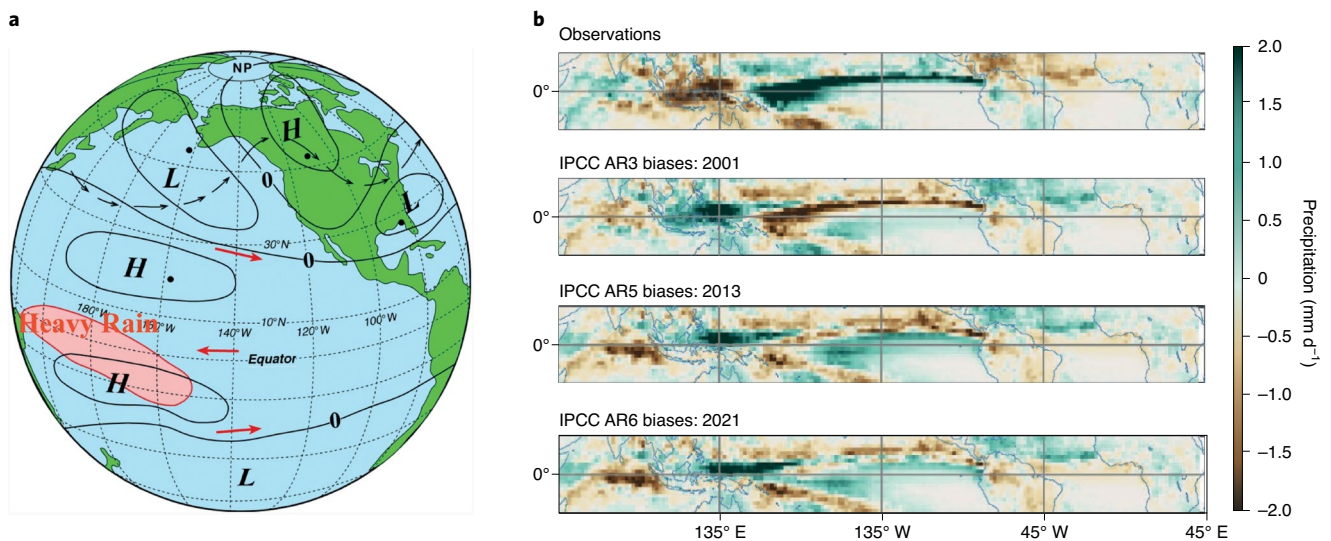 a
NP
H
L
0
L
30°N
0
H
180°W
Heavy Rain
140°W
10°N
120°W
100°W
Equator
H
0
L
b
Observations
0°
IPCC AR3 biases: 2001
0°
IPCC AR5 biases: 2013
0°
IPCC AR6 biases: 2021
0°
135° E
135° W
45° W
45° E
2.0
1.5
1.0
0.5
0
−0.5
−1.0
−1.5
−2.0
Precipitation (mm d⁻¹)